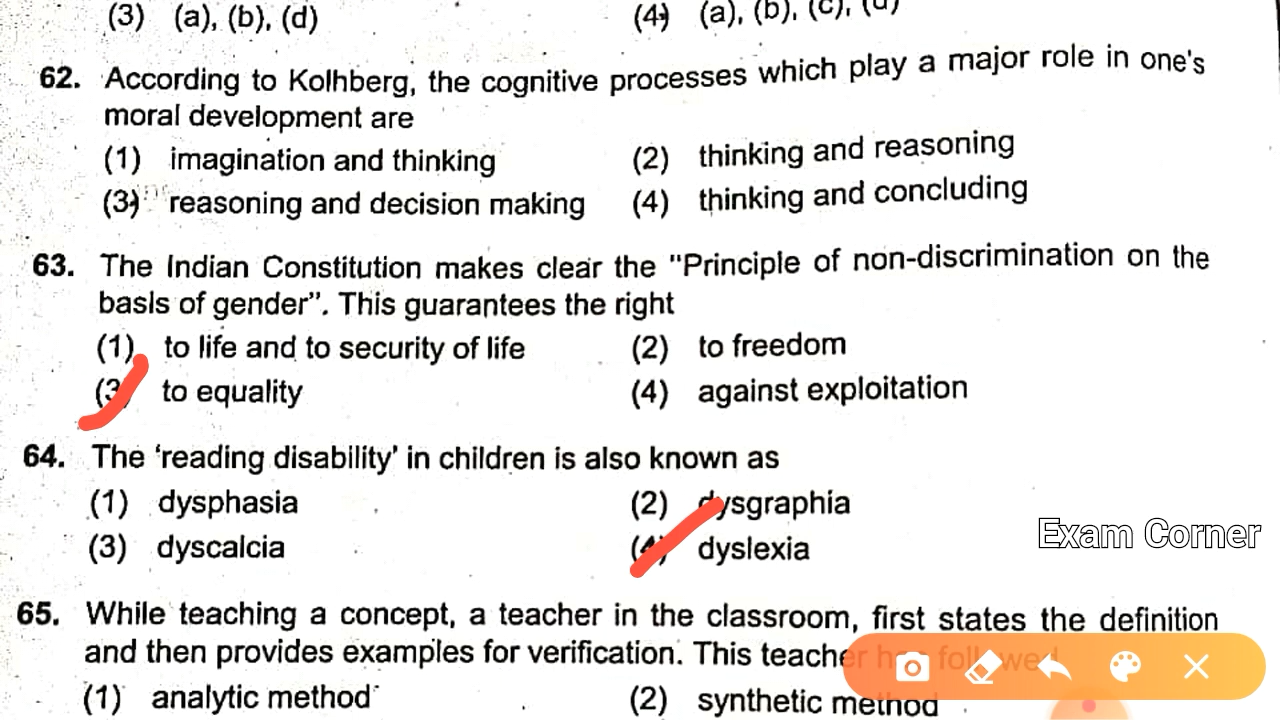 (3) (a), (b), (d) (4) (a), (b), (c), (d)
62. According to Kolhberg, the cognitive processes which play a major role in one's
moral development are
(1) imagination and thinking (2) thinking and reasoning
(3) reasoning and decision making (4) thinking and concluding
63. The Indian Constitution makes clear the "Principle of non-discrimination on the
basis of gender". This guarantees the right
(1) to life and to security of life (2) to freedom
(3) to equality (4) against exploitation
64. The 'reading disability' in children is also known as
(1) dysphasia (2) dysgraphia
(3) dyscalcia (4) dyslexia
Exam Corner
65. While teaching a concept, a teacher in the classroom, first states the definition
and then provides examples for verification. This teacher has followed
(1) analytic method (2) synthetic method